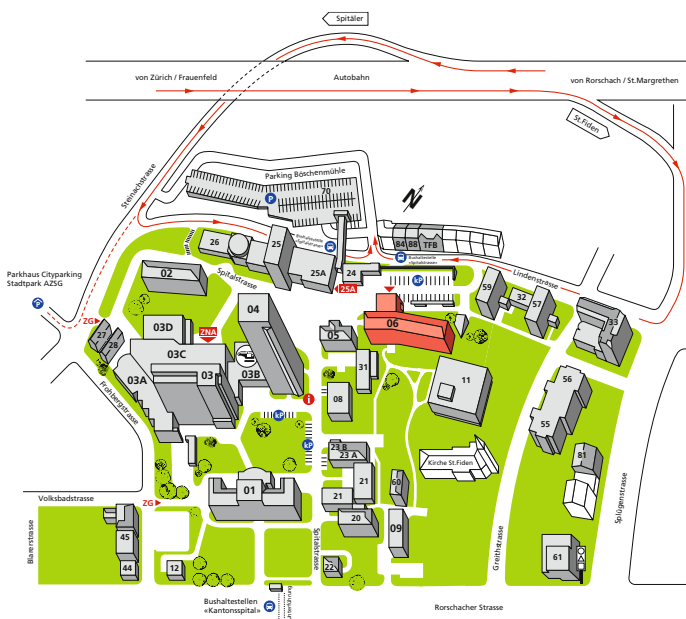 Spitäler
von Zürich / Frauenfeld
Autobahn
von Rorschach / St.Margrethen
St.Fiden
Steinachstrasse
Parking Böschenmühle
70
P
N
Bushaltestelle
«Spitalstrasse»
84
88
TFB
Bushaltestelle
«Spitalstrasse»
26
25
25A
24
25A
kP
Lindenstrasse
59
32
57
33
Parkhaus Cityparking
Stadtpark AZSG
P
02
Spitalstrasse
04
ZG
27
28
03D
ZNA
03C
03A
03
03B
05
06
31
08
11
56
55
Frohbergstrasse
i
kP
kP
23 B
23 A
21
21
20
60
09
Kirche St.Fiden
81
61
Splügenstrasse
Greithstrasse
Volksbadstrasse
ZG
01
Blarerstrasse
45
44
12
22
Spitalstrasse
Bushaltestellen
«Kantonsspital»
Rorschacher Strasse